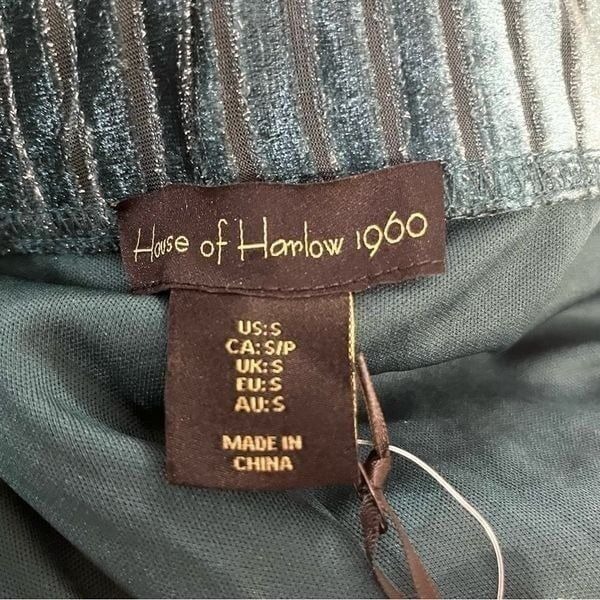 House of Harlow 1960
US:S
CA:S/P
UK:S
EU:S
AU:S
MADE IN
CHINA